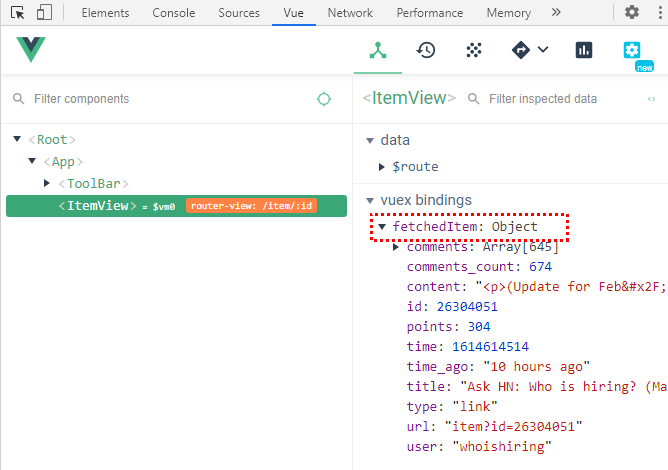 Elements Console Sources Vue Network Performance Memory »
new
Filter components
<ItemView> Filter inspected data
<Root>
<App>
<ToolBar>
<ItemView> = $vm0 router-view: /item/:id
data
$route
vuex bindings
fetchedItem: Object
comments: Array[645]
comments_count: 674
content: "<p>(Update for Feb&#x2F;
id: 26304051
points: 304
time: 1614614514
time_ago: "10 hours ago"
title: "Ask HN: Who is hiring? (Ma
type: "link"
url: "item?id=26304051"
user: "whoishiring"